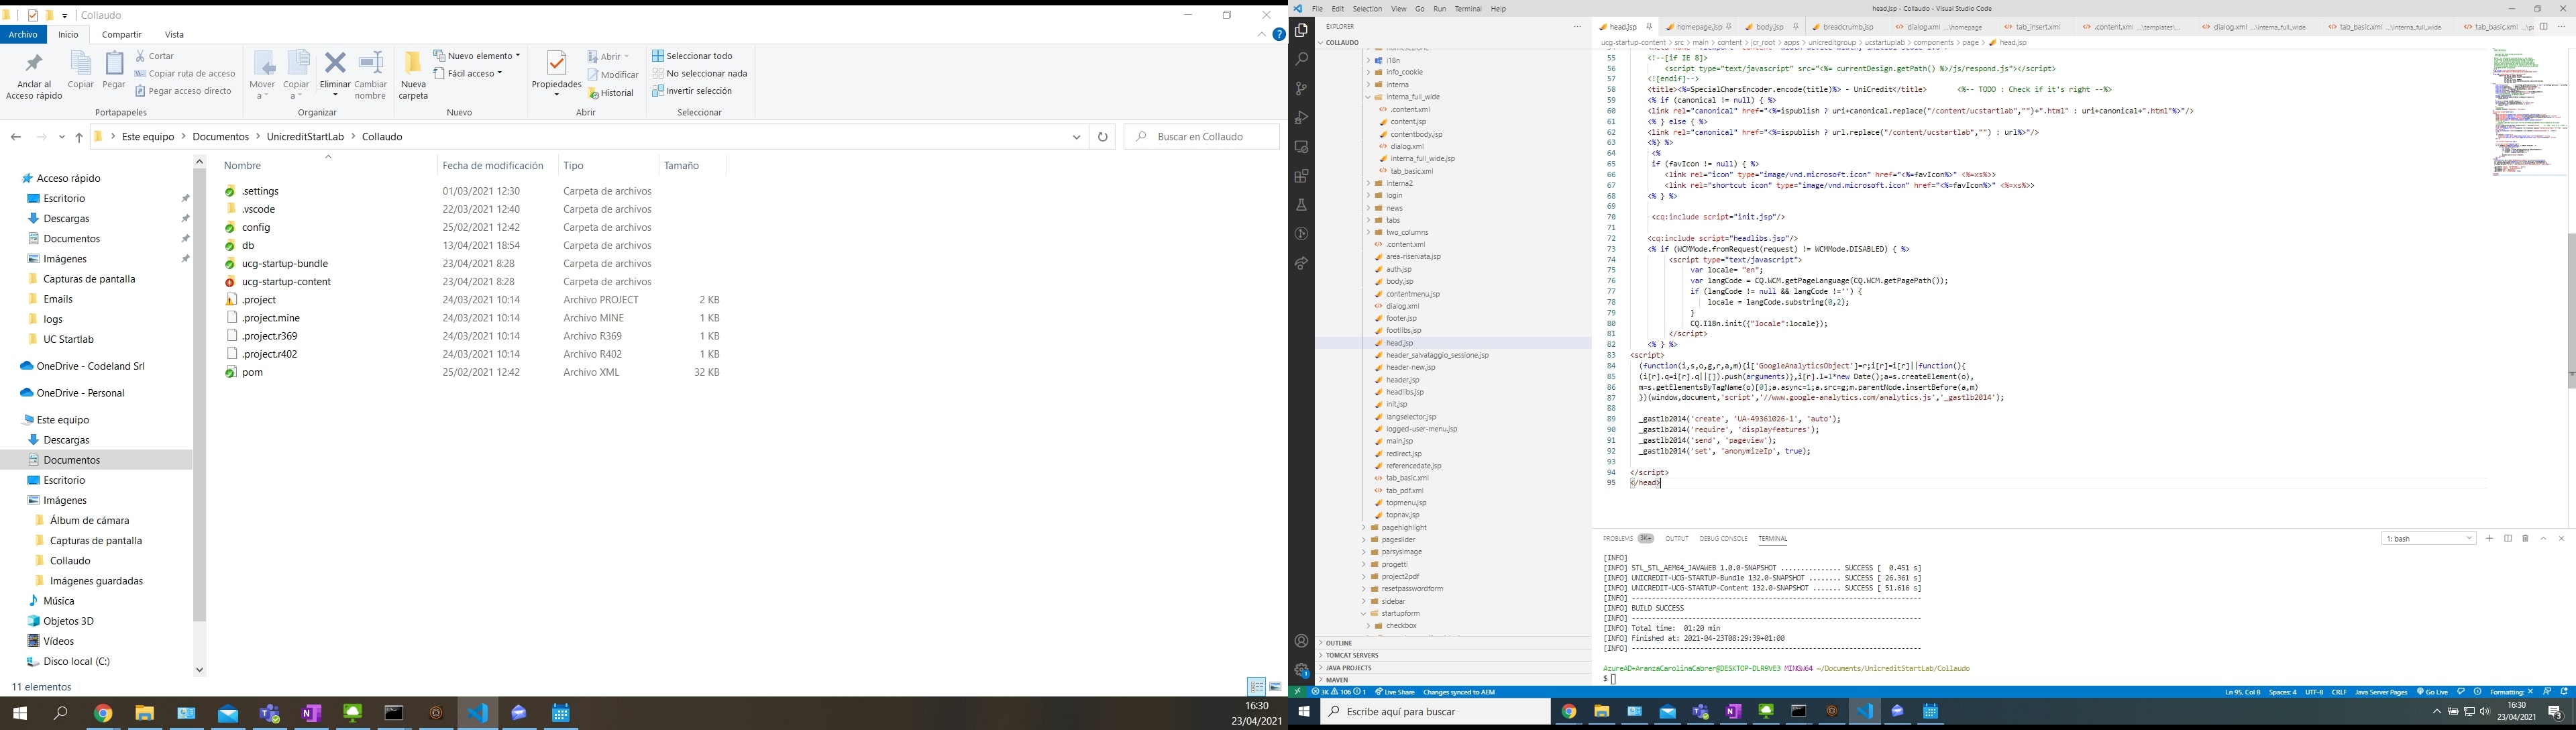 Collaudo
Archivo Inicio Compartir Vista
Anclar al Acceso rápido
Copiar
Pegar
Cortar
Copiar ruta de acceso
Pegar acceso directo
Portapapeles
Mover a
Copiar a
Eliminar
Cambiar nombre
Organizar
Nueva carpeta
Nuevo elemento
Fácil acceso
Nuevo
Propiedades
Abrir
Modificar
Historial
Abrir
Seleccionar todo
No seleccionar nada
Invertir selección
Seleccionar
Este equipo > Documentos > UnicreditStartLab > Collaudo
Buscar en Collaudo
Acceso rápido
Escritorio
Descargas
Documentos
Imágenes
Capturas de pantalla
Emails
logs
UC Startlab
OneDrive - Codeland Srl
OneDrive - Personal
Este equipo
Descargas
Documentos
Escritorio
Imágenes
Álbum de cámara
Capturas de pantalla
Collaudo
Imágenes guardadas
Música
Objetos 3D
Vídeos
Disco local (C:)
Nombre Fecha de modificación Tipo Tamaño
.settings 01/03/2021 12:30 Carpeta de archivos
.vscode 22/03/2021 12:40 Carpeta de archivos
config 25/02/2021 12:42 Carpeta de archivos
db 13/04/2021 18:54 Carpeta de archivos
ucg-startup-bundle 23/04/2021 8:28 Carpeta de archivos
ucg-startup-content 23/04/2021 8:28 Carpeta de archivos
.project 24/03/2021 10:14 Archivo PROJECT 2 KB
.project.mine 24/03/2021 10:14 Archivo MINE 1 KB
.project.r369 24/03/2021 10:14 Archivo R369 1 KB
.project.r402 24/03/2021 10:14 Archivo R402 1 KB
pom 25/02/2021 12:42 Archivo XML 32 KB
11 elementos
16:30
23/04/2021
File Edit Selection View Go Run Terminal Help
head.jsp - Collaudo - Visual Studio Code
EXPLORER
COLLAUDO
i18n
info_cookie
interna
interna_full_wide
.content.xml
content.jsp
contentbody.jsp
dialog.xml
interna_full_wide.jsp
tab_basic.xml
interna2
login
news
tabs
two_columns
.content.xml
area-riservata.jsp
auth.jsp
body.jsp
contentmenu.jsp
dialog.xml
footer.jsp
footlibs.jsp
head.jsp
header_salvataggio_sessione.jsp
header-new.jsp
header.jsp
headlibs.jsp
init.jsp
langselector.jsp
logged-user-menu.jsp
main.jsp
redirect.jsp
referencedate.jsp
tab_basic.xml
tab_pdf.xml
topmenu.jsp
topnav.jsp
pagehighlight
pageslider
parsysimage
progetti
project2pdf
resetpasswordform
sidebar
startupform
checkbox
OUTLINE
TOMCAT SERVERS
JAVA PROJECTS
MAVEN
head.jsp homepage.jsp body.jsp breadcrumb.jsp dialog.xml ...\homepage tab_insert.xml .content.xml ...\templates\... dialog.xml ...\interna_full_wide tab_basic.xml ...\interna_full_wide tab_basic.xml
ucg-startup-content > src > main > content > jcr_root > apps > unicreditgroup > ucstartuplab > components > page > head.jsp
55 <!--[if IE 8]>
56 <script type="text/javascript" src="<%= currentDesign.getPath() %>/js/respond.js"></script>
57 <![endif]-->
58 <title><%=SpecialCharsEncoder.encode(title)%> - UniCredit</title> <%-- TODO : Check if it's right --%>
59 <% if (canonical != null) { %>
60 <link rel="canonical" href="<%=ispublish ? uri+canonical.replace("/content/ucstartlab","")+".html" : uri+canonical+".html"%>"/>
61 <% } else { %>
62 <link rel="canonical" href="<%=ispublish ? url.replace("/content/ucstartlab","") : url%>"/>
63 <%} %>
64 <%
65 if (favIcon != null) { %>
66 <link rel="icon" type="image/vnd.microsoft.icon" href="<%=favIcon%>" <%=xs%>>
67 <link rel="shortcut icon" type="image/vnd.microsoft.icon" href="<%=favIcon%>" <%=xs%>>
68 <% } %>
69
70 <cq:include script="init.jsp"/>
71
72 <cq:include script="headlibs.jsp"/>
73 <% if (WCMMode.fromRequest(request) != WCMMode.DISABLED) { %>
74 <script type="text/javascript">
75 var locale= "en";
76 var langCode = CQ.WCM.getPageLanguage(CQ.WCM.getPagePath());
77 if (langCode != null && langCode !='') {
78 locale = langCode.substring(0,2);
79 }
80 CQ.I18n.init({"locale":locale});
81 </script>
82 <% } %>
83 <script>
84 (function(i,s,o,g,r,a,m){i['GoogleAnalyticsObject']=r;i[r]=i[r]||function(){
85 (i[r].q=i[r].q||[]).push(arguments)},i[r].l=1*new Date();a=s.createElement(o),
86 m=s.getElementsByTagName(o)[0];a.async=1;a.src=g;m.parentNode.insertBefore(a,m)
87 })(window,document,'script','//www.google-analytics.com/analytics.js','_gastlb2014');
88
89 _gastlb2014('create', 'UA-49361026-1', 'auto');
90 _gastlb2014('require', 'displayfeatures');
91 _gastlb2014('send', 'pageview');
92 _gastlb2014('set', 'anonymizeIp', true);
93
94 </script>
95 </head>
PROBLEMS 3K+ OUTPUT DEBUG CONSOLE TERMINAL
1: bash
[INFO]
[INFO] STL_STL_AEM64_JAVAWEB 1.0.0-SNAPSHOT .............. SUCCESS [ 0.451 s]
[INFO] UNICREDIT-UCG-STARTUP-Bundle 132.0-SNAPSHOT ........ SUCCESS [ 26.361 s]
[INFO] UNICREDIT-UCG-STARTUP-Content 132.0-SNAPSHOT ....... SUCCESS [ 51.616 s]
[INFO] ------------------------------------------------------------------------
[INFO] BUILD SUCCESS
[INFO] ------------------------------------------------------------------------
[INFO] Total time: 01:20 min
[INFO] Finished at: 2021-04-23T08:29:39+01:00
[INFO] ------------------------------------------------------------------------
AzureAD+AranzaCarolinaCabrer@DESKTOP-DLR9VE3 MINGW64 ~/Documents/UnicreditStartLab/Collaudo
$
3K 106 1 Live Share Changes synced to AEM
Ln 95, Col 8 Spaces: 4 UTF-8 CRLF Java Server Pages Go Live Formatting: ×
Escribe aquí para buscar
16:30
23/04/2021
3